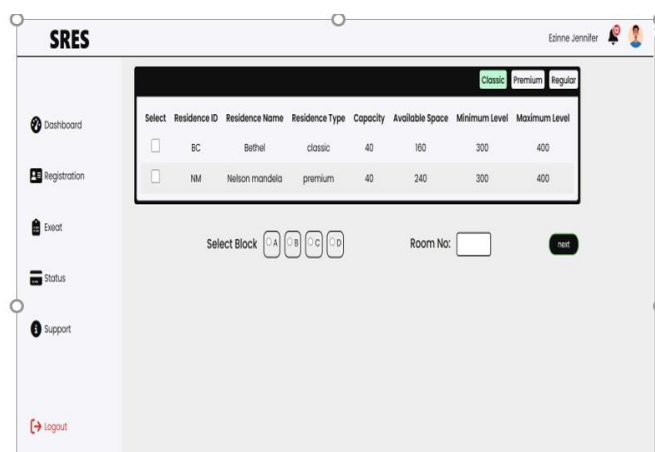 SRES
Ezinne Jennifer
Classic Premium Regular
Select Residence ID Residence Name Residence Type Capacity Available Space Minimum Level Maximum Level
BC Bethel classic 40 160 300 400
NM Nelson mandela premium 40 240 300 400
Select Block A B C D Room No: next
Dashboard
Registration
Exeat
Status
Support
Logout